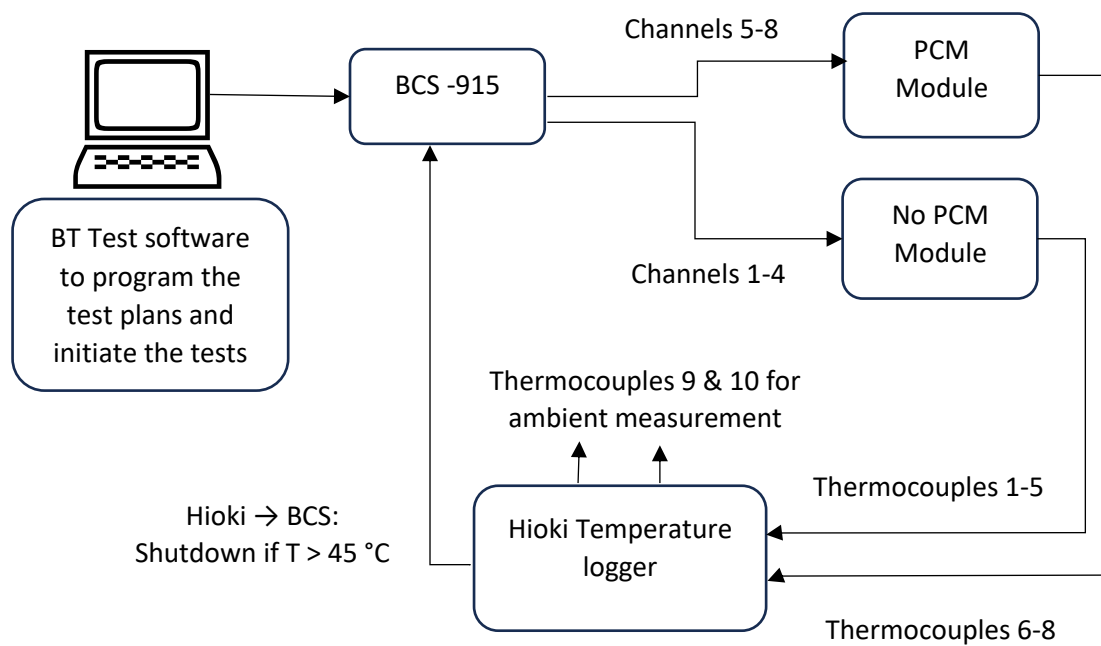 Channels 5-8
PCM
Module
BCS -915
No PCM
Module
BT Test software
to program the
test plans and
initiate the tests
Channels 1-4
Thermocouples 9 & 10 for
ambient measurement
Thermocouples 1-5
Hioki → BCS:
Shutdown if T > 45 °C
Hioki Temperature
logger
Thermocouples 6-8